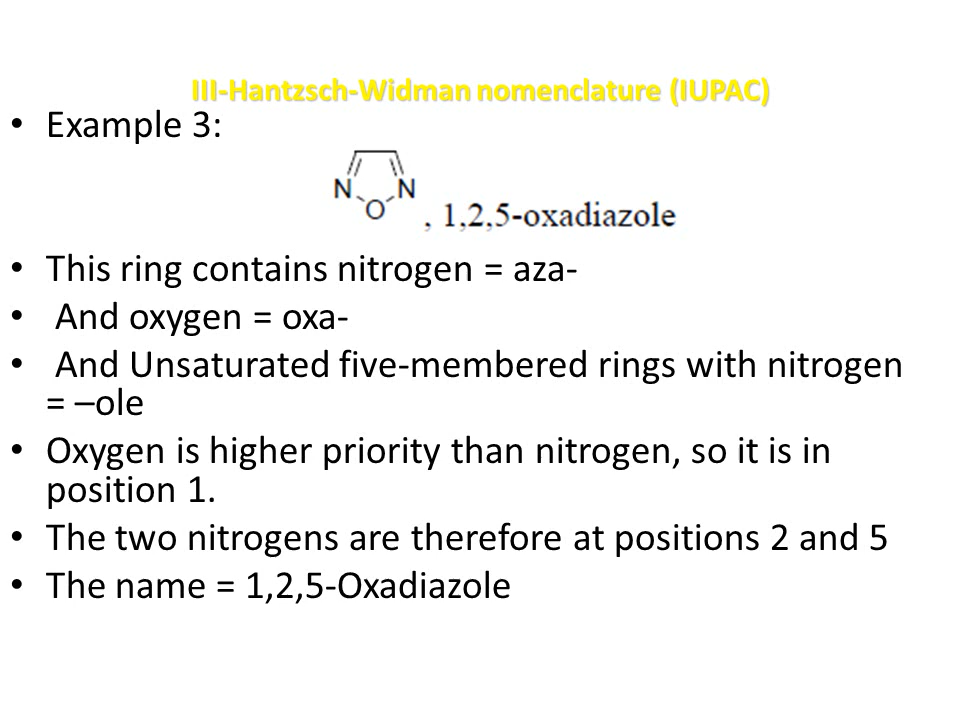 III-Hantzsch-Widman nomenclature (IUPAC)
• Example 3:
N N
O
, 1,2,5-oxadiazole
• This ring contains nitrogen = aza-
• And oxygen = oxa-
• And Unsaturated five-membered rings with nitrogen
= –ole
• Oxygen is higher priority than nitrogen, so it is in
position 1.
• The two nitrogens are therefore at positions 2 and 5
• The name = 1,2,5-Oxadiazole